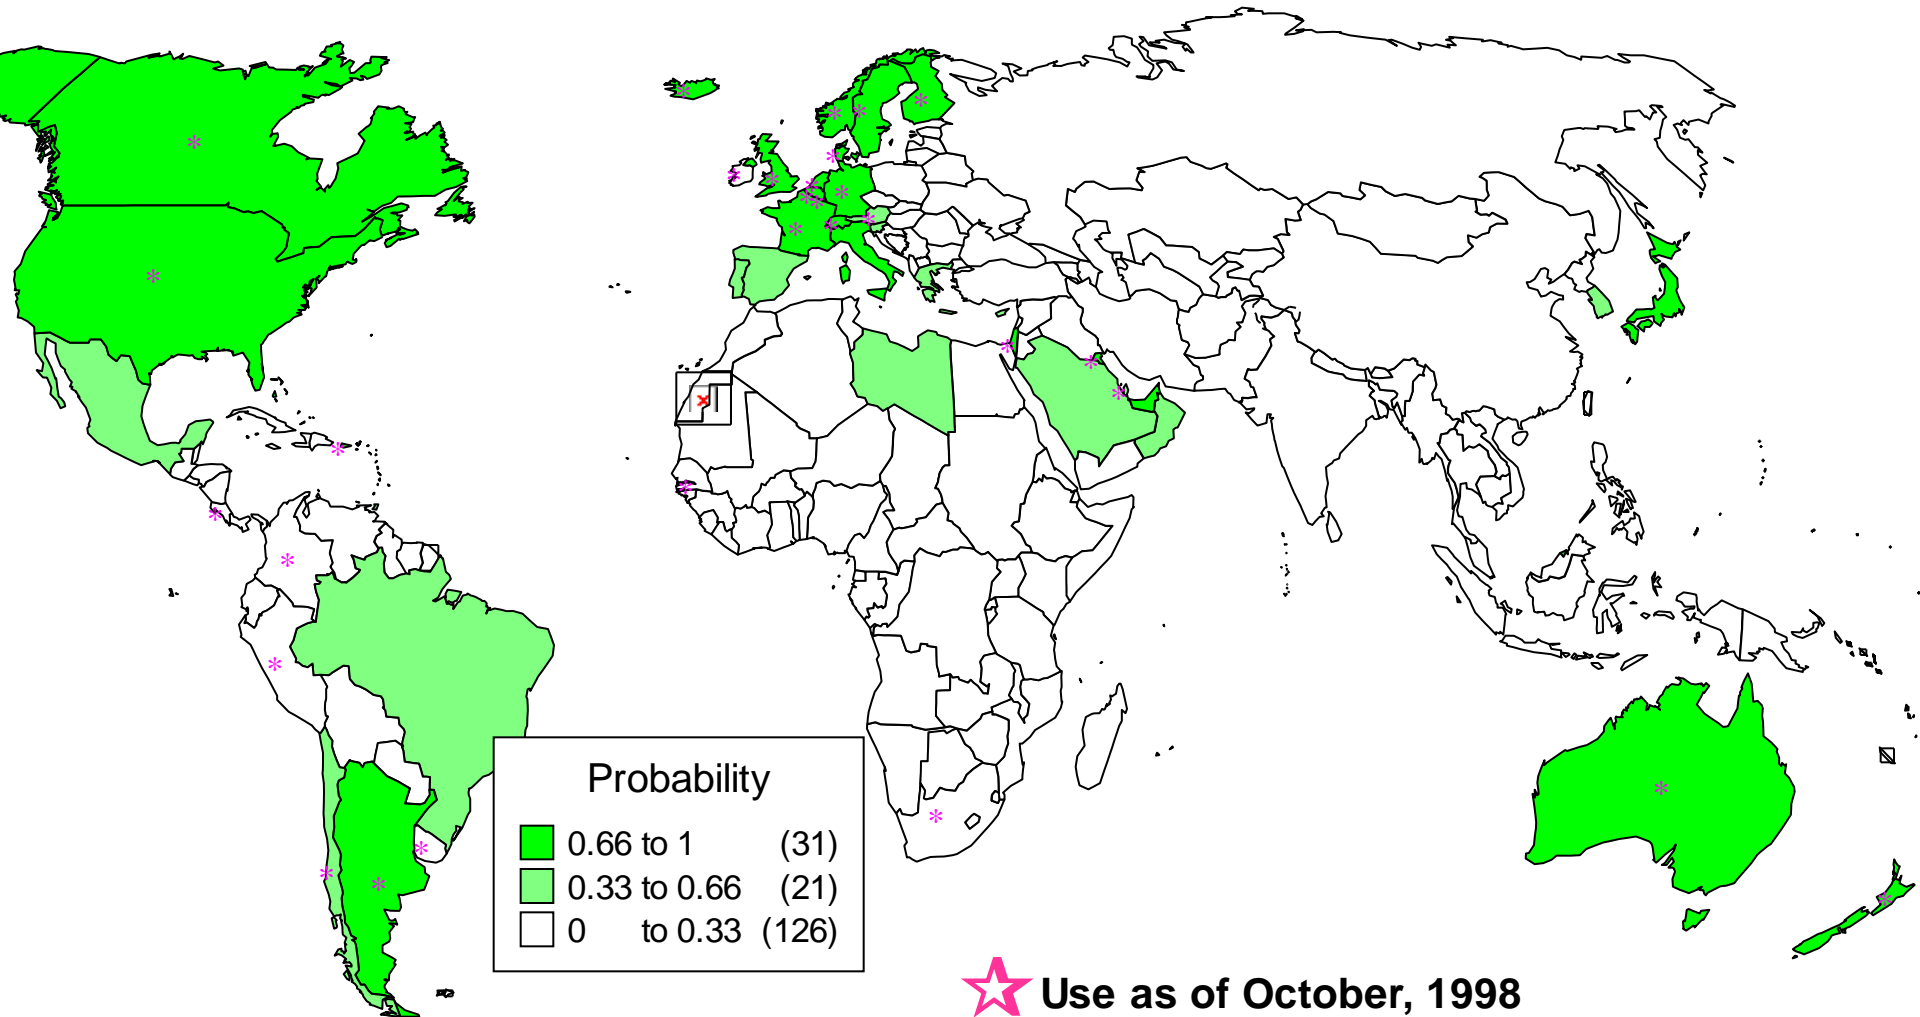 Probability
0.66 to 1 (31)
0.33 to 0.66 (21)
0 to 0.33 (126)
Use as of October, 1998